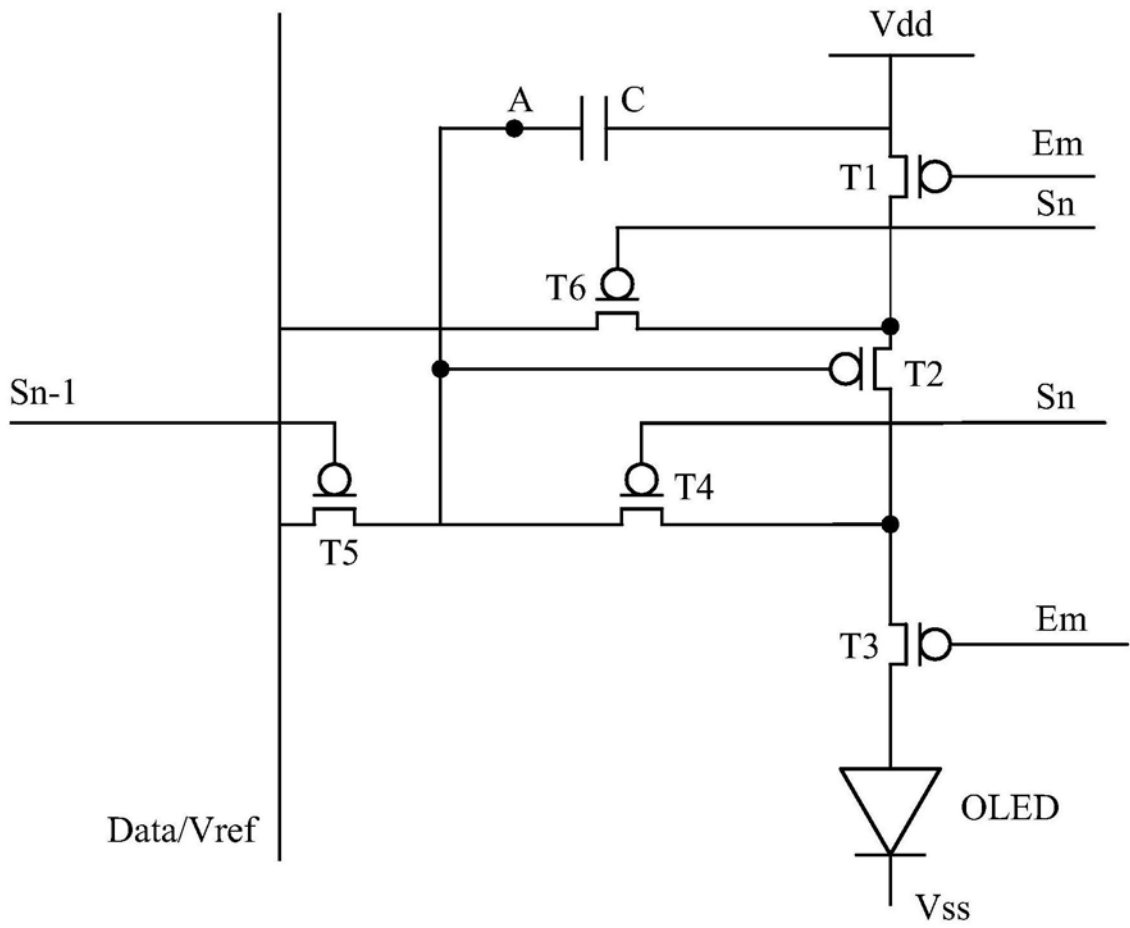 Vdd
A
C
T1
Em
Sn
T6
T2
Sn-1
Sn
T4
T5
T3
Em
Data/Vref
OLED
Vss